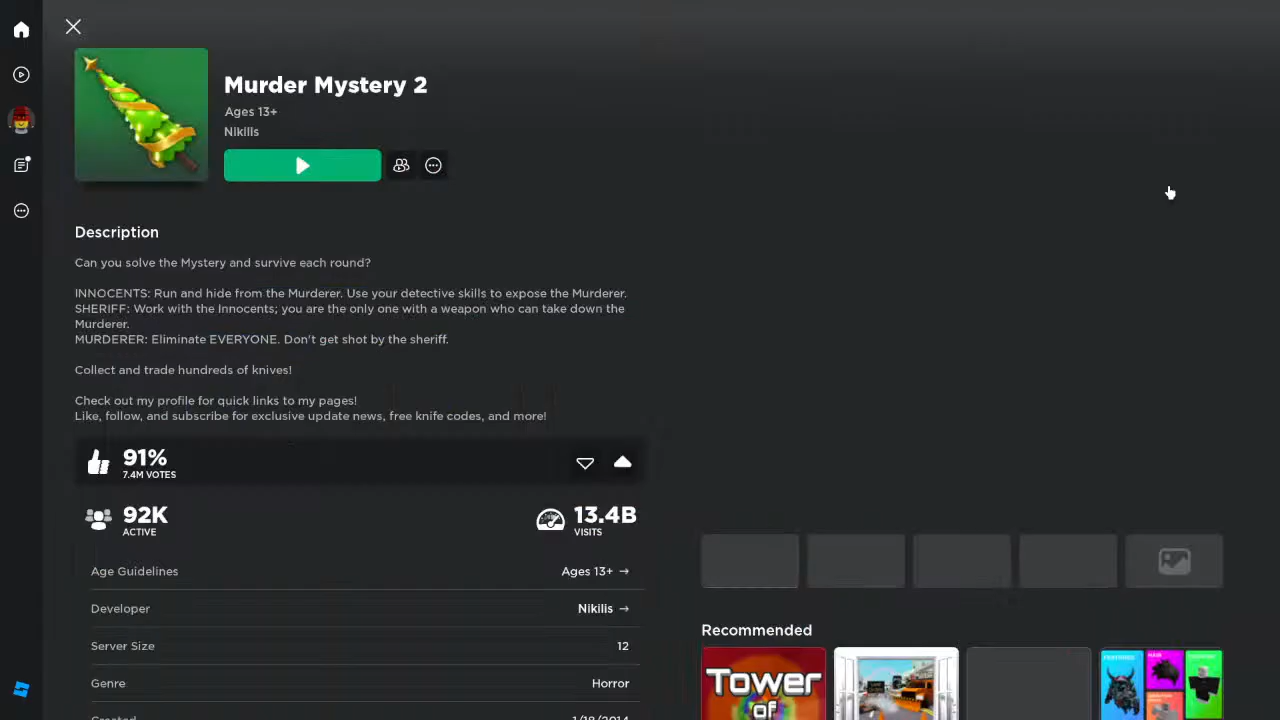 Murder Mystery 2
Ages 13+
Nikilis
Description
Can you solve the Mystery and survive each round?
INNOCENTS: Run and hide from the Murderer. Use your detective skills to expose the Murderer.
SHERIFF: Work with the Innocents; you are the only one with a weapon who can take down the
Murderer.
MURDERER: Eliminate EVERYONE. Don't get shot by the sheriff.
Collect and trade hundreds of knives!
Check out my profile for quick links to my pages!
Like, follow, and subscribe for exclusive update news, free knife codes, and more!
91%
7.4M VOTES
92K
ACTIVE
13.4B
VISITS
Age Guidelines
Ages 13+
Developer
Nikilis
Server Size
12
Genre
Horror
Created
1/18/2014
Recommended
Tower
of
FEATURED